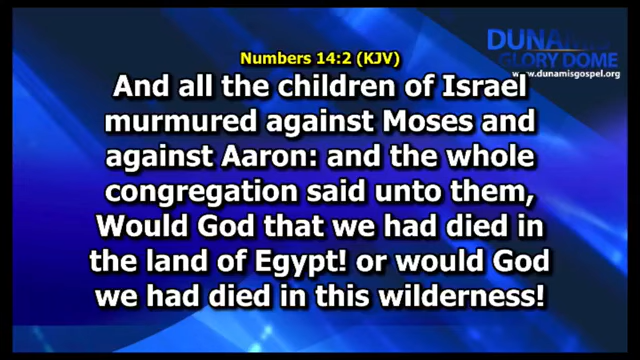 DUNAMIS
GLORY DOME
www.dunamisgospel.org
Numbers 14:2 (KJV)
And all the children of Israel
murmured against Moses and
against Aaron: and the whole
congregation said unto them,
Would God that we had died in
the land of Egypt! or would God
we had died in this wilderness!